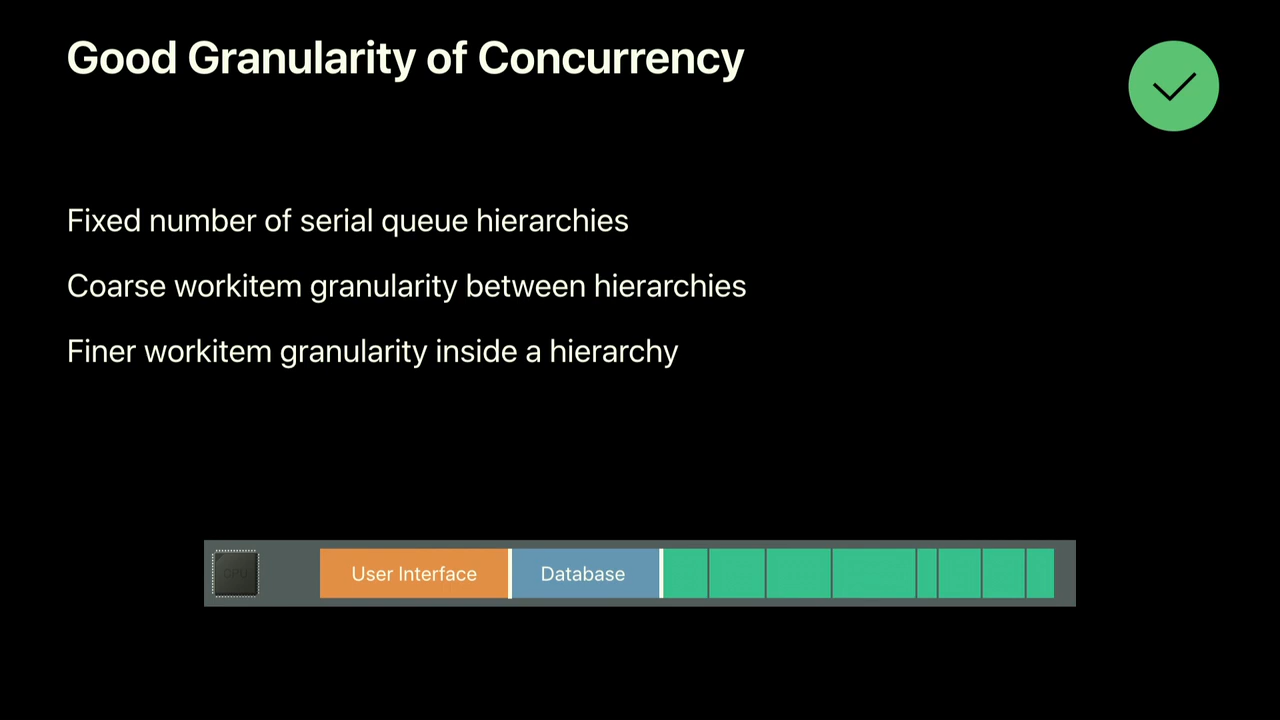 Good Granularity of Concurrency
Fixed number of serial queue hierarchies
Coarse workitem granularity between hierarchies
Finer workitem granularity inside a hierarchy
CPU
User Interface
Database